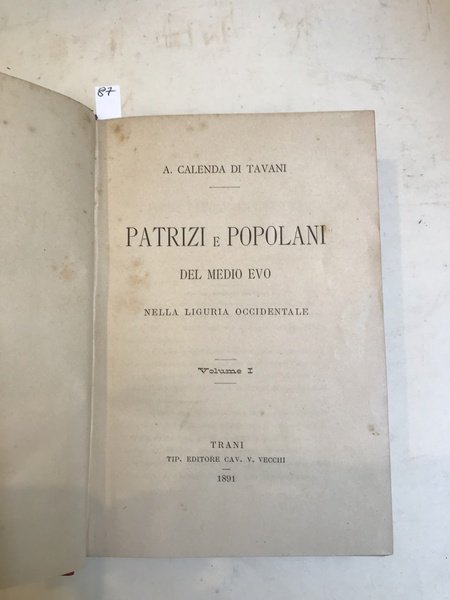 87
A. CALENDA DI TAVANI
PATRIZI E POPOLANI
DEL MEDIO EVO
NELLA LIGURIA OCCIDENTALE
Volume I
TRANI
TIP. EDITORE CAV. V. VECCHI
1891